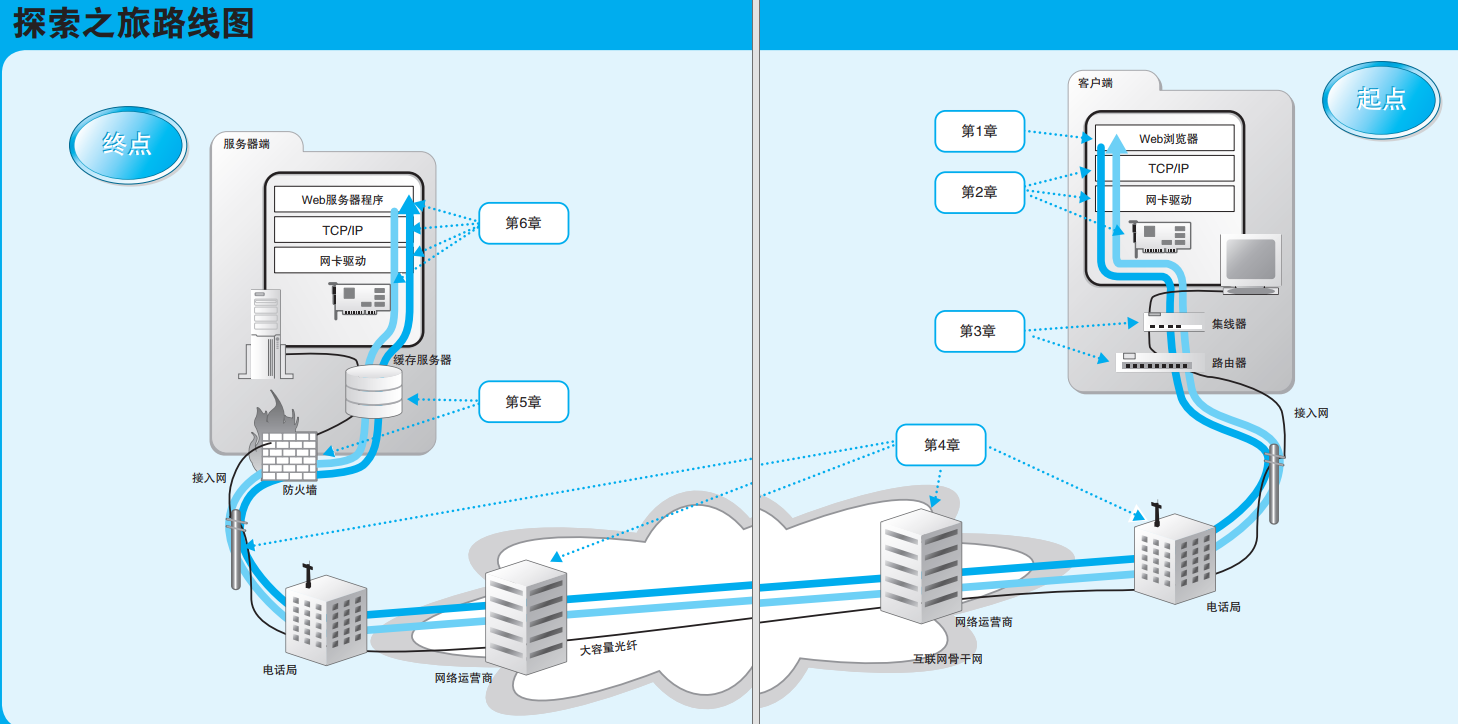 探索之旅路线图
终点
服务器端
Web服务器程序
TCP/IP
网卡驱动
第6章
缓存服务器
第5章
防火墙
接入网
电话局
网络运营商
大容量光纤
起点
客户端
第1章
Web浏览器
TCP/IP
第2章
网卡驱动
第3章
集线器
路由器
接入网
第4章
电话局
网络运营商
互联网骨干网